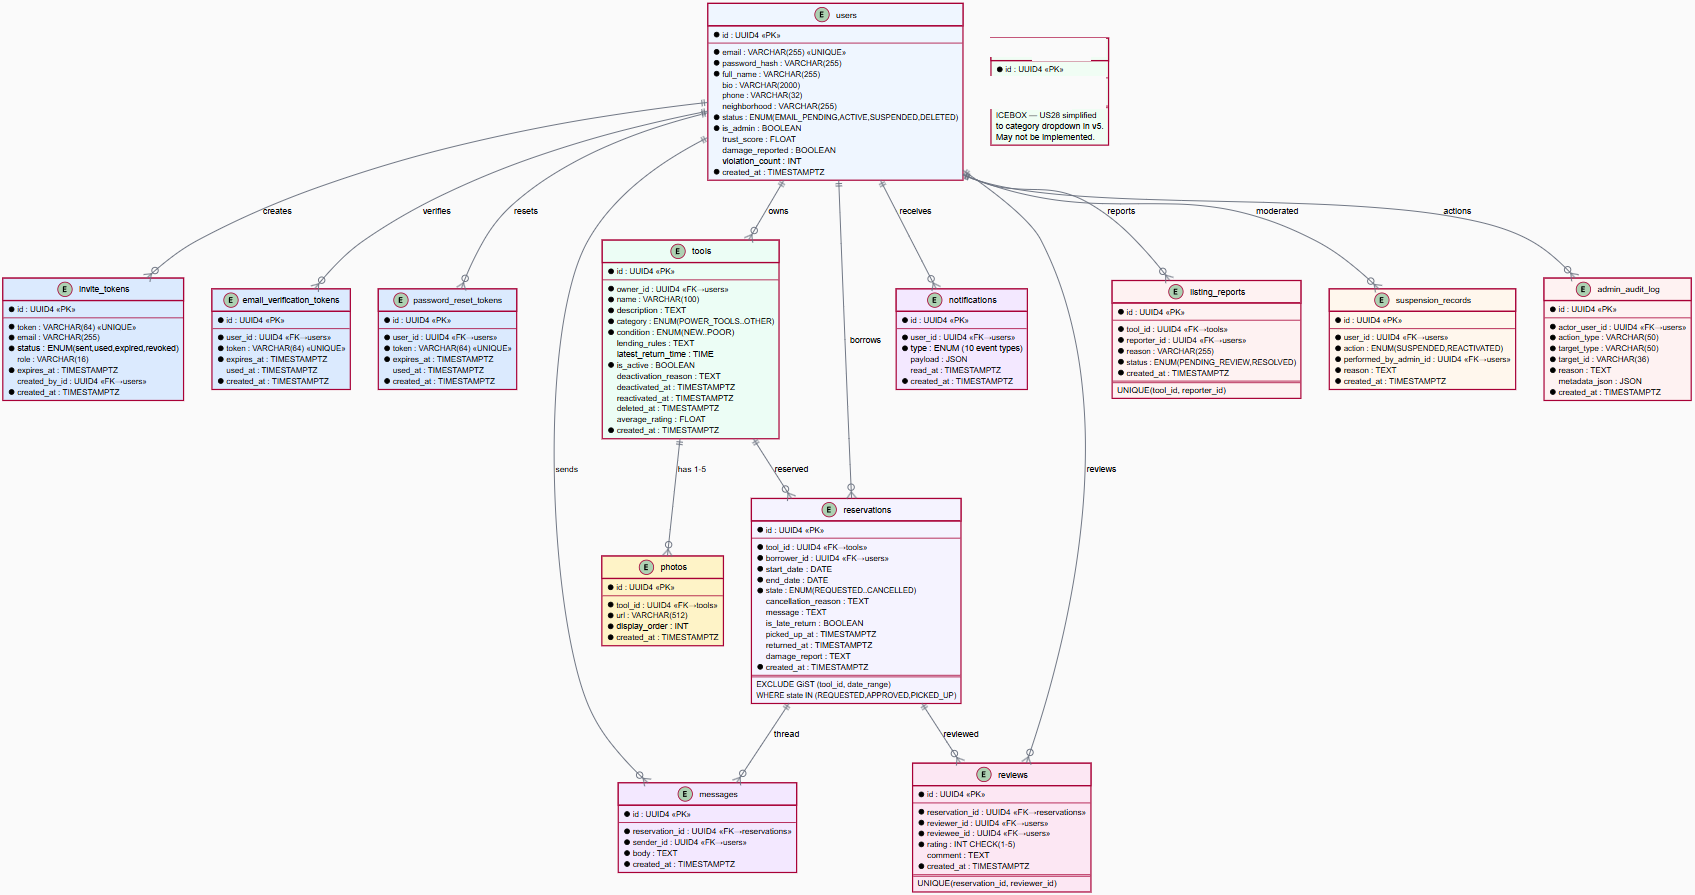 E users
id : UUID4 «PK»
email : VARCHAR(255) «UNIQUE»
password_hash : VARCHAR(255)
full_name : VARCHAR(255)
bio : VARCHAR(2000)
phone : VARCHAR(32)
neighborhood : VARCHAR(255)
status : ENUM(EMAIL_PENDING,ACTIVE,SUSPENDED,DELETED)
is_admin : BOOLEAN
trust_score : FLOAT
damage_reported : BOOLEAN
violation_count : INT
created_at : TIMESTAMPTZ
id : UUID4 «PK»
ICEBOX — US28 simplified
to category dropdown in v5.
May not be implemented.
creates
verifies
resets
owns
receives
reports
moderated
actions
E invite_tokens
id : UUID4 «PK»
token : VARCHAR(64) «UNIQUE»
email : VARCHAR(255)
status : ENUM(sent,used,expired,revoked)
role : VARCHAR(16)
expires_at : TIMESTAMPTZ
created_by_id : UUID4 «FK→users»
created_at : TIMESTAMPTZ
E email_verification_tokens
id : UUID4 «PK»
user_id : UUID4 «FK→users»
token : VARCHAR(64) «UNIQUE»
expires_at : TIMESTAMPTZ
used_at : TIMESTAMPTZ
created_at : TIMESTAMPTZ
E password_reset_tokens
id : UUID4 «PK»
user_id : UUID4 «FK→users»
token : VARCHAR(64) «UNIQUE»
expires_at : TIMESTAMPTZ
used_at : TIMESTAMPTZ
created_at : TIMESTAMPTZ
E tools
id : UUID4 «PK»
owner_id : UUID4 «FK→users»
name : VARCHAR(100)
description : TEXT
category : ENUM(POWER_TOOLS..OTHER)
condition : ENUM(NEW..POOR)
lending_rules : TEXT
latest_return_time : TIME
is_active : BOOLEAN
deactivation_reason : TEXT
deactivated_at : TIMESTAMPTZ
reactivated_at : TIMESTAMPTZ
deleted_at : TIMESTAMPTZ
average_rating : FLOAT
created_at : TIMESTAMPTZ
E notifications
id : UUID4 «PK»
user_id : UUID4 «FK→users»
type : ENUM (10 event types)
payload : JSON
read_at : TIMESTAMPTZ
created_at : TIMESTAMPTZ
E listing_reports
id : UUID4 «PK»
tool_id : UUID4 «FK→tools»
reporter_id : UUID4 «FK→users»
reason : VARCHAR(255)
status : ENUM(PENDING_REVIEW,RESOLVED)
created_at : TIMESTAMPTZ
UNIQUE(tool_id, reporter_id)
E suspension_records
id : UUID4 «PK»
user_id : UUID4 «FK→users»
action : ENUM(SUSPENDED,REACTIVATED)
performed_by_admin_id : UUID4 «FK→users»
reason : TEXT
created_at : TIMESTAMPTZ
E admin_audit_log
id : UUID4 «PK»
actor_user_id : UUID4 «FK→users»
action_type : VARCHAR(50)
target_type : VARCHAR(50)
target_id : VARCHAR(36)
reason : TEXT
metadata_json : JSON
created_at : TIMESTAMPTZ
borrows
sends
has 1-5
reserved
reviews
E reservations
id : UUID4 «PK»
tool_id : UUID4 «FK→tools»
borrower_id : UUID4 «FK→users»
start_date : DATE
end_date : DATE
state : ENUM(REQUESTED..CANCELLED)
cancellation_reason : TEXT
message : TEXT
is_late_return : BOOLEAN
picked_up_at : TIMESTAMPTZ
returned_at : TIMESTAMPTZ
damage_report : TEXT
created_at : TIMESTAMPTZ
EXCLUDE GiST (tool_id, date_range)
WHERE state IN (REQUESTED,APPROVED,PICKED_UP)
E photos
id : UUID4 «PK»
tool_id : UUID4 «FK→tools»
url : VARCHAR(512)
display_order : INT
created_at : TIMESTAMPTZ
thread
reviewed
E messages
id : UUID4 «PK»
reservation_id : UUID4 «FK→reservations»
sender_id : UUID4 «FK→users»
body : TEXT
created_at : TIMESTAMPTZ
E reviews
id : UUID4 «PK»
reservation_id : UUID4 «FK→reservations»
reviewer_id : UUID4 «FK→users»
reviewee_id : UUID4 «FK→users»
rating : INT CHECK(1-5)
comment : TEXT
created_at : TIMESTAMPTZ
UNIQUE(reservation_id, reviewer_id)